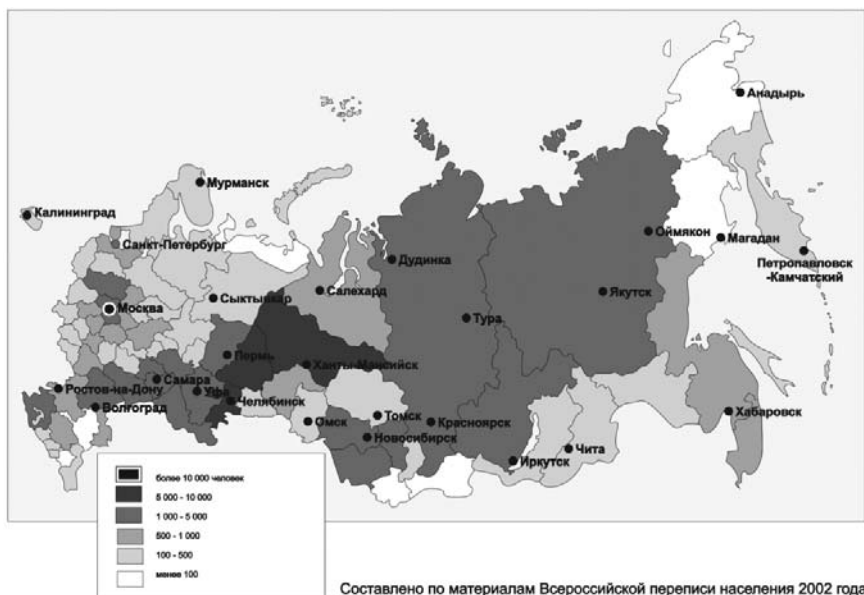 Анадырь
Мурманск
Калининград
Санкт-Петербург
Оймякон
Магадан
Петропавловск
-Камчатский
Дудинка
Сыктывкар
Салехард
Якутск
Москва
Тура
Пермь
Ханты-Мансийск
Ростов-на-Дону
Самара
Уфа
Волгоград
Челябинск
Омск
Томск
Красноярск
Хабаровск
Новосибирск
Чита
Иркутск
более 10 000 человек
5 000 - 10 000
1 000 - 5 000
500 - 1 000
100 - 500
менее 100
Составлено по материалам Всероссийской переписи населения 2002 года